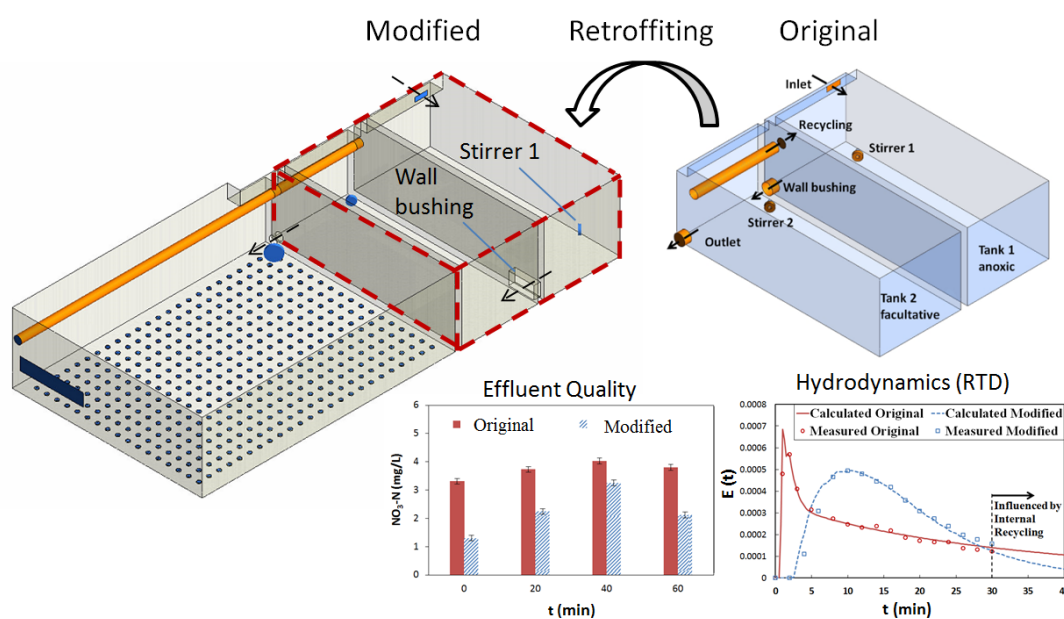 Modified
Retroffiting
Original
Stirrer 1
Wall
bushing
Inlet
Recycling
Stirrer 1
Wall bushing
Stirrer 2
Outlet
Tank 1
anoxic
Tank 2
facultative
Effluent Quality
6
5
4
3
2
1
0
NO3-N (mg/L)
Original
Modified
0
20
40
60
t (min)
Hydrodynamics (RTD)
0.0008
0.0007
0.0006
0.0005
0.0004
0.0003
0.0002
0.0001
0
E (t)
Calculated Original
Calculated Modified
Measured Original
Measured Modified
Influenced by
Internal
Recycling
0
5
10
15
20
25
30
35
t (min)